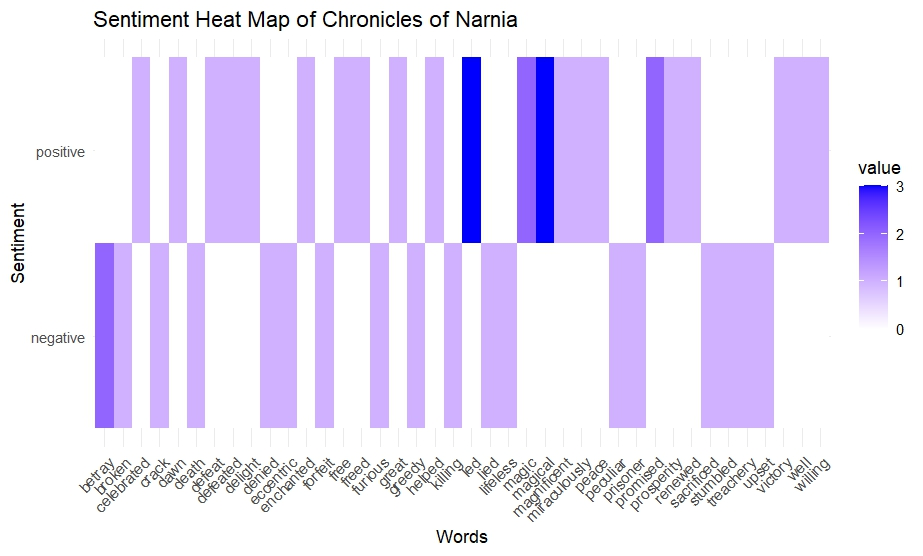 Sentiment Heat Map of Chronicles of Narnia
positive
negative
Sentiment
value
3
2
1
0
betray
broken
celebrated
crack
dawn
death
defeat
defeated
delight
denied
eccentric
enchanted
forfeit
free
freed
furious
great
greedy
helped
killing
led
lied
lifeless
magic
magical
magnificent
miraculously
peace
peculiar
prisoner
promised
prosperity
renewed
sacrificed
stumbled
treachery
upset
victory
well
willing
Words